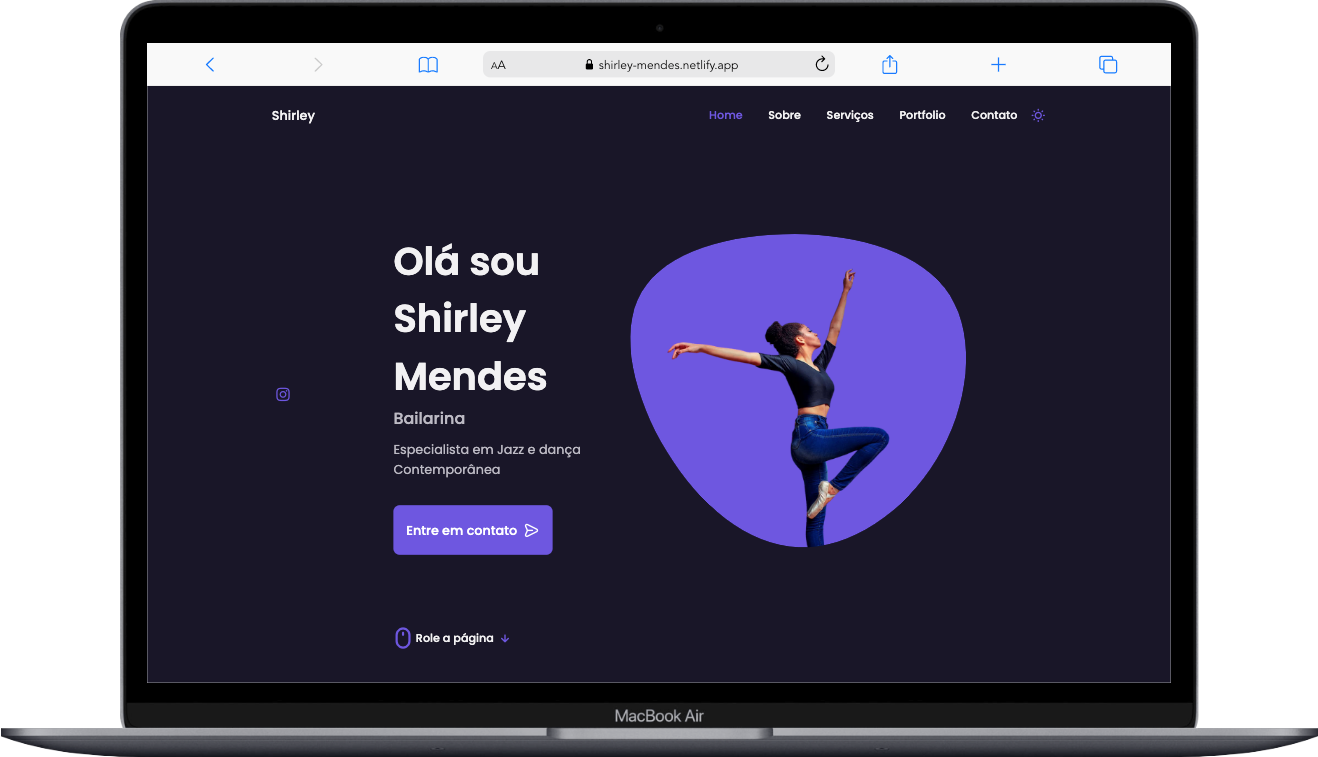 AA
shirley-mendes.netlify.app
Shirley
Home Sobre Serviços Portfolio Contato
Olá sou
Shirley
Mendes
Bailarina
Especialista em Jazz e dança
Contemporânea
Entre em contato
Role a página
MacBook Air